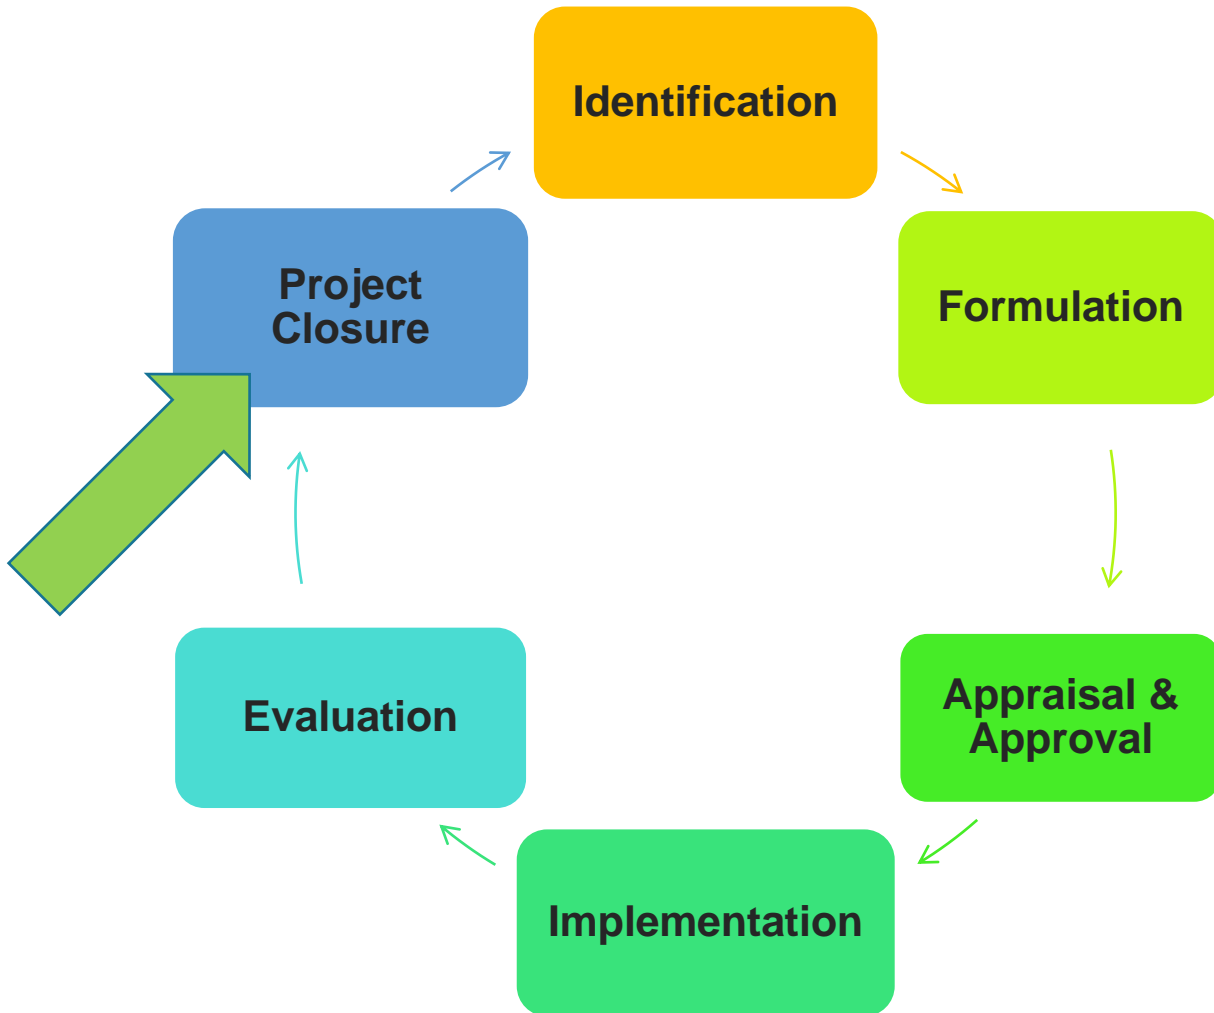 Identification
Formulation
Appraisal &
Approval
Implementation
Evaluation
Project
Closure